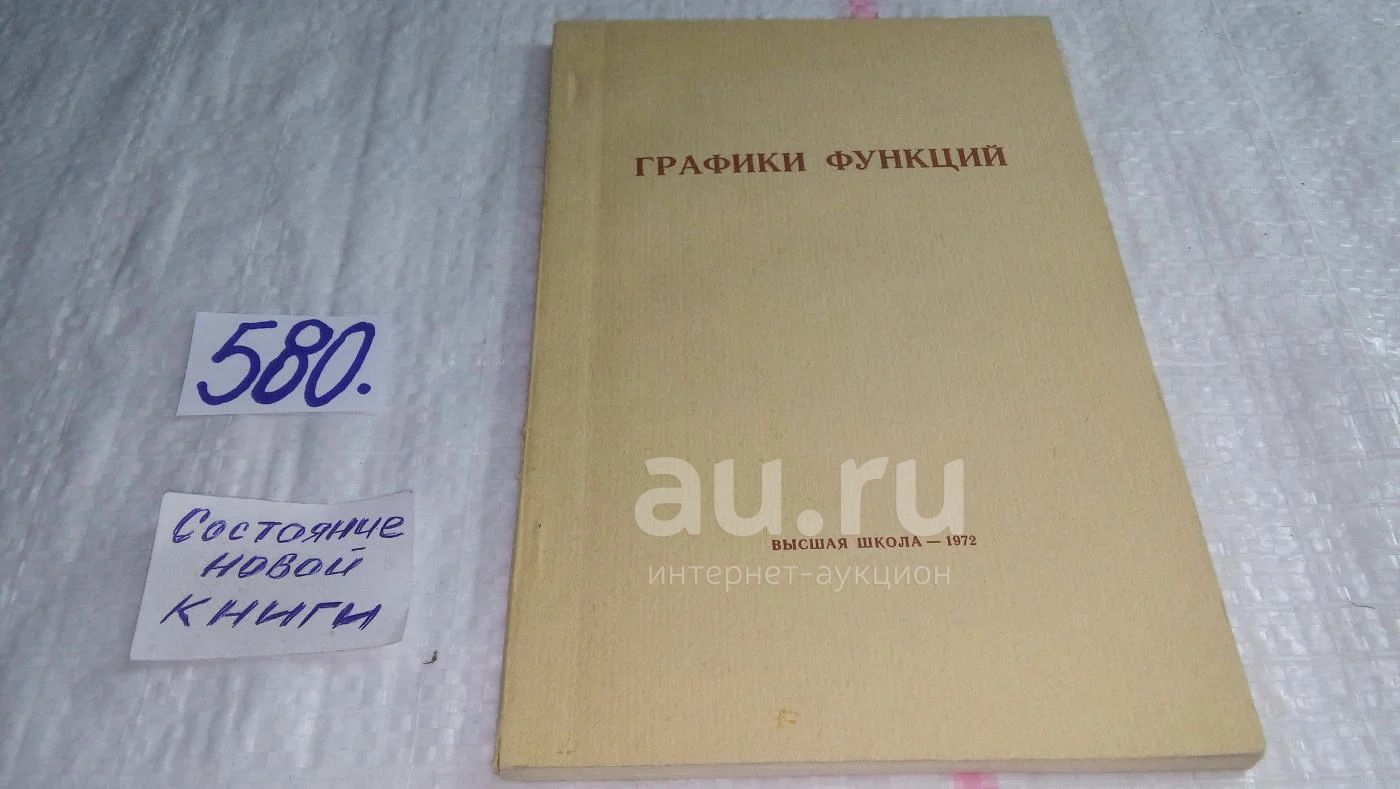 ГРАФИКИ ФУНКЦИЙ
580.
Состояние
новой
книги
au.ru
ВЫСШАЯ ШКОЛА — 1972
интернет-аукцион